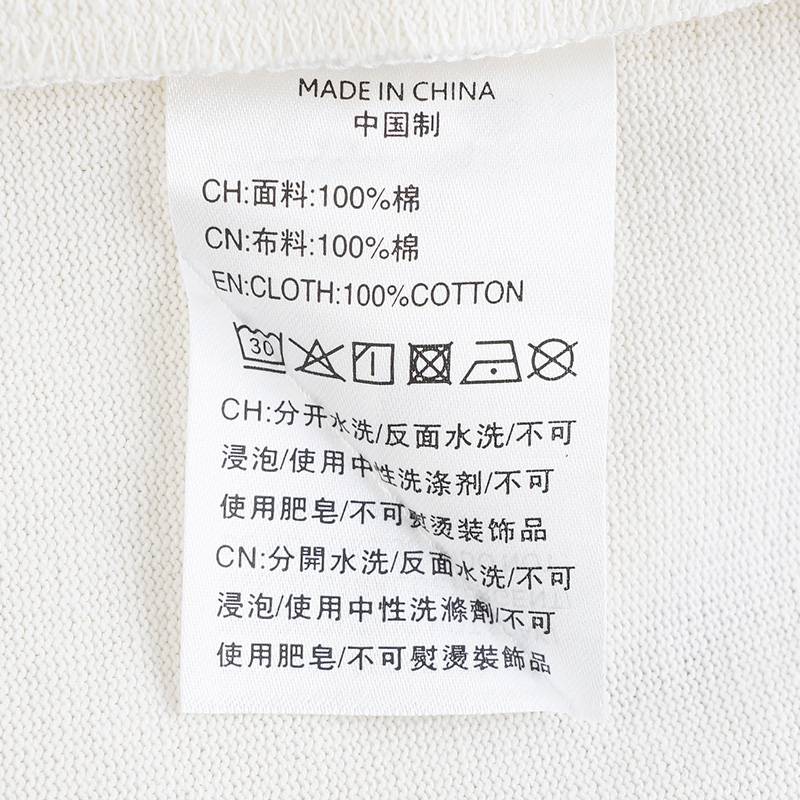 MADE IN CHINA
中国制
CH:面料:100%棉
CN:布料:100%棉
EN:CLOTH:100%COTTON
30
CH:分开水洗/反面水洗/不可
浸泡/使用中性洗涤剂/不可
使用肥皂/不可熨烫装饰品
CN:分開水洗/反面水洗/不可
浸泡/使用中性洗滌劑/不可
使用肥皂/不可熨燙裝飾品